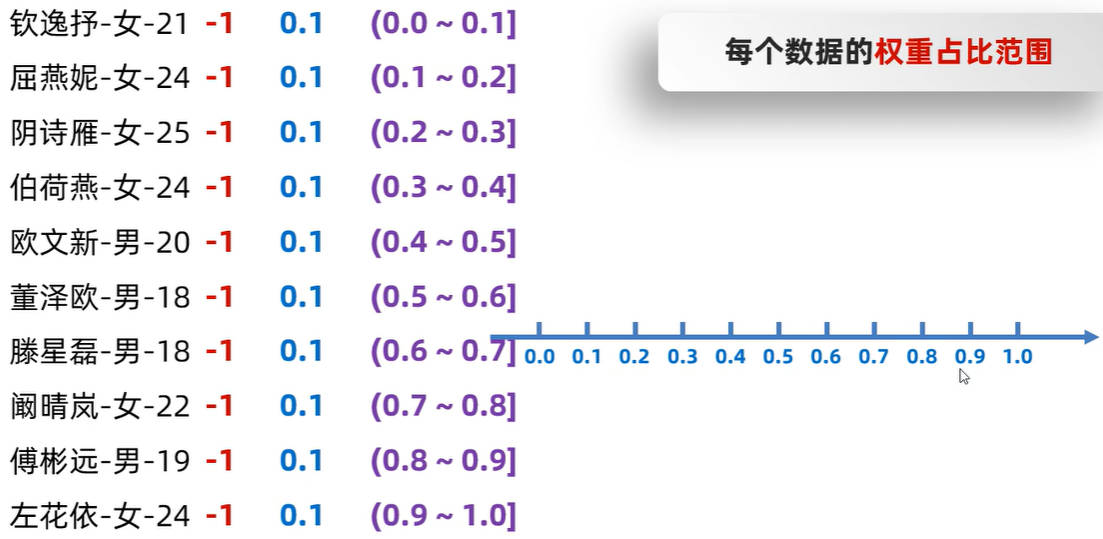 钦逸抒-女-21 -1 0.1 (0.0 ~ 0.1]
每个数据的权重占比范围
屈燕妮-女-24 -1 0.1 (0.1 ~ 0.2]
阴诗雁-女-25 -1 0.1 (0.2 ~ 0.3]
伯荷燕-女-24 -1 0.1 (0.3 ~ 0.4]
欧文新-男-20 -1 0.1 (0.4 ~ 0.5]
董泽欧-男-18 -1 0.1 (0.5 ~ 0.6]
滕星磊-男-18 -1 0.1 (0.6 ~ 0.7]
0.0 0.1 0.2 0.3 0.4 0.5 0.6 0.7 0.8 0.9 1.0
阚晴岚-女-22 -1 0.1 (0.7 ~ 0.8]
傅彬远-男-19 -1 0.1 (0.8 ~ 0.9]
左花依-女-24 -1 0.1 (0.9 ~ 1.0]